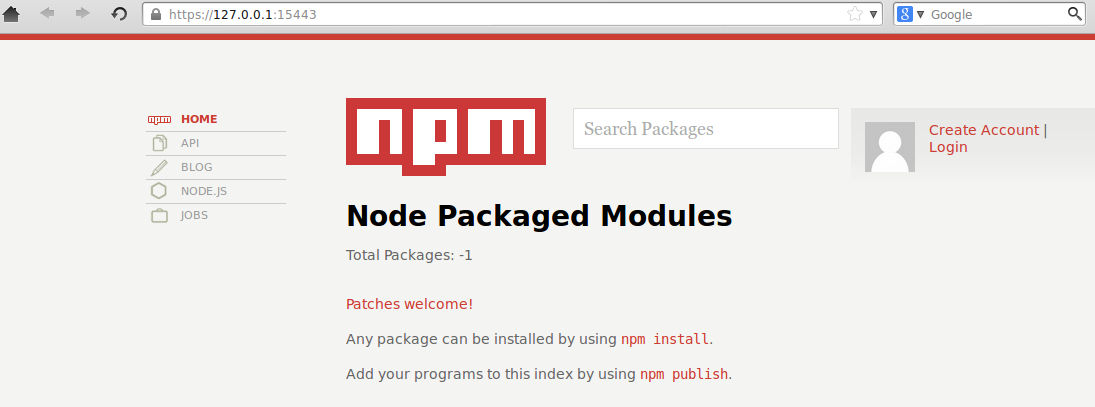 https://127.0.0.1:15443
Google
HOME
API
BLOG
NODE.JS
JOBS
npm
Search Packages
Create Account |
Login
Node Packaged Modules
Total Packages: -1
Patches welcome!
Any package can be installed by using npm install.
Add your programs to this index by using npm publish.